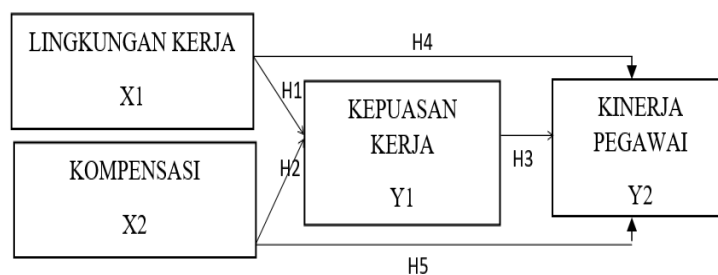 LINGKUNGAN KERJA
X1
H4
H1
KEPUASAN
KERJA
Y1
H3
KINERJA
PEGAWAI
Y2
KOMPENSASI
X2
H2
H5